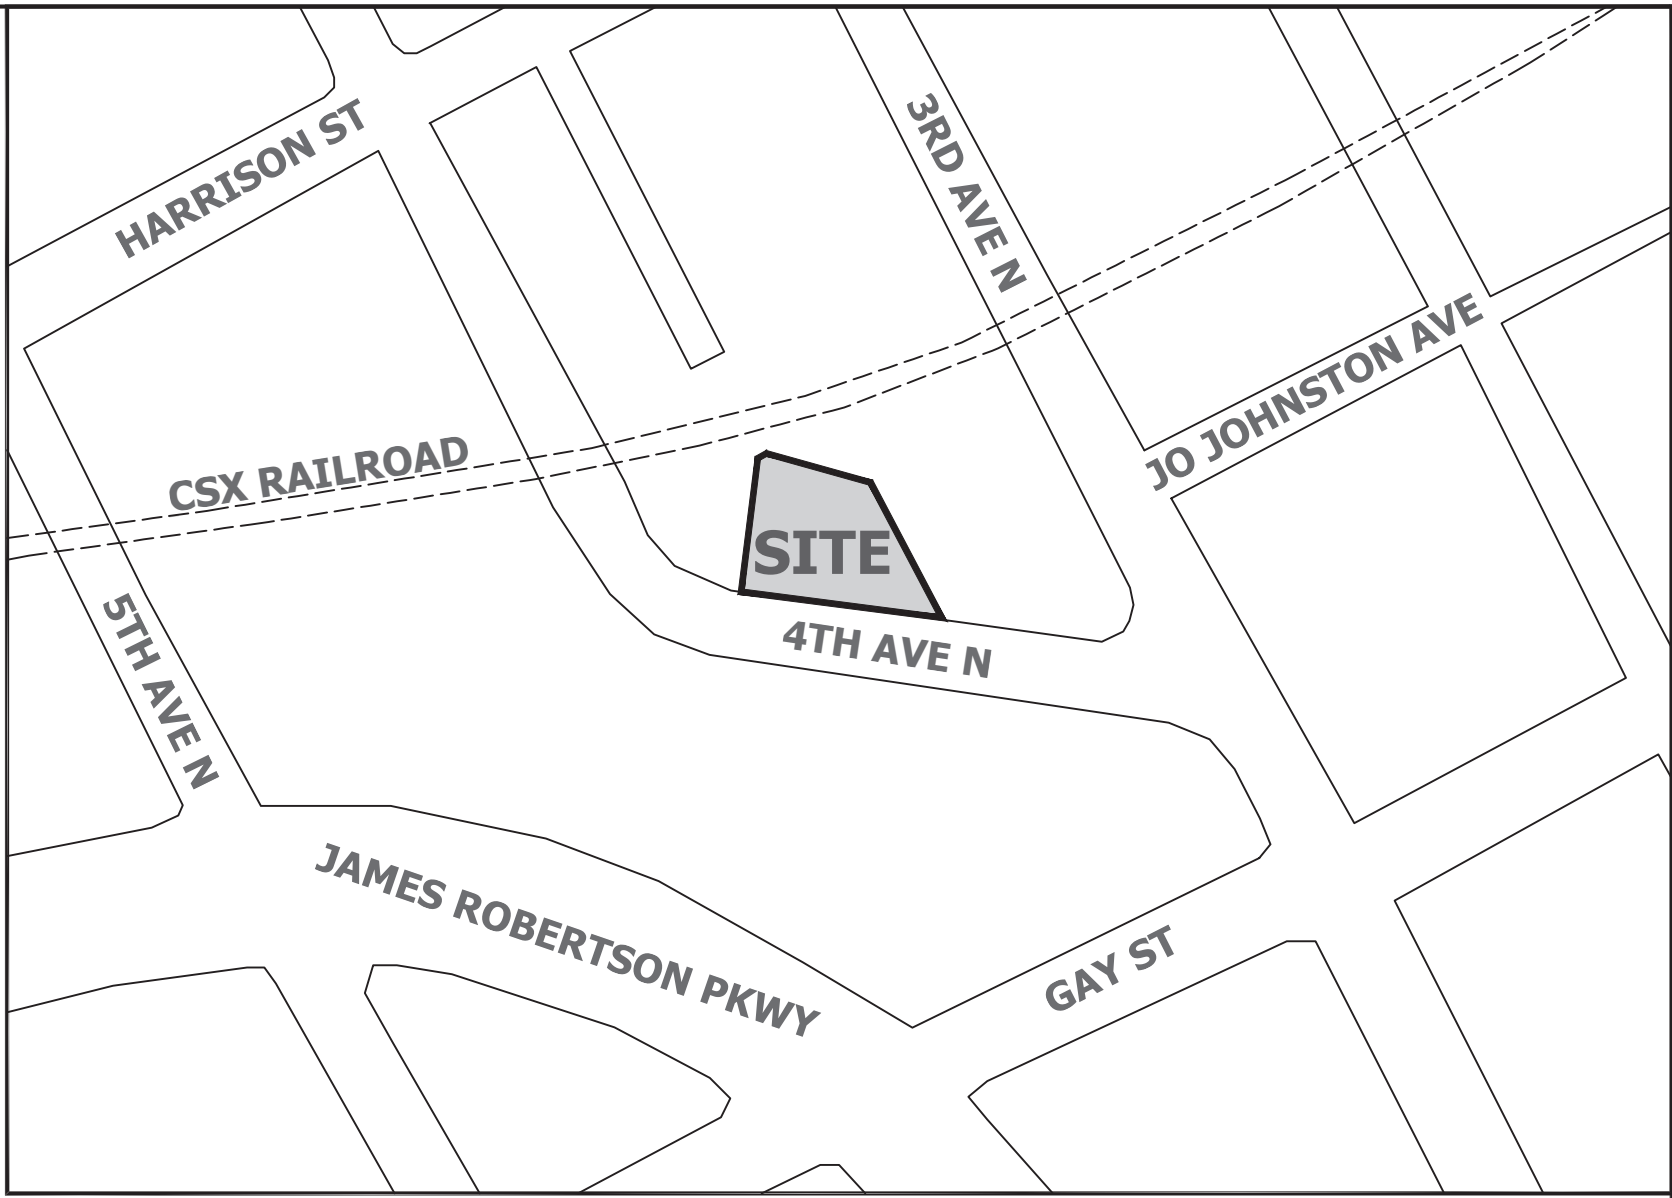 HARRISON ST
3RD AVE N
JO JOHNSTON AVE
CSX RAILROAD
SITE
5TH AVE N
4TH AVE N
JAMES ROBERTSON PKWY
GAY ST